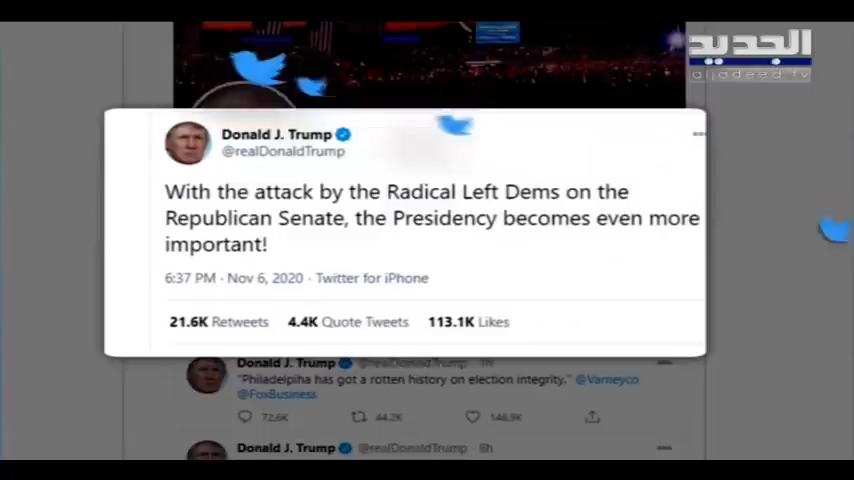 الجديد
aljadeed.tv
Donald J. Trump
@realDonaldTrump
With the attack by the Radical Left Dems on the
Republican Senate, the Presidency becomes even more
important!
6:37 PM · Nov 6, 2020 · Twitter for iPhone
21.6K Retweets 4.4K Quote Tweets 113.1K Likes
Donald J. Trump @realDonaldTrump · 1h
"Philadelpiha has got a rotten history on election integrity." @Varneyco
@FoxBusiness
72.6K 44.2K 146.9K
Donald J. Trump @realDonaldTrump · 8h